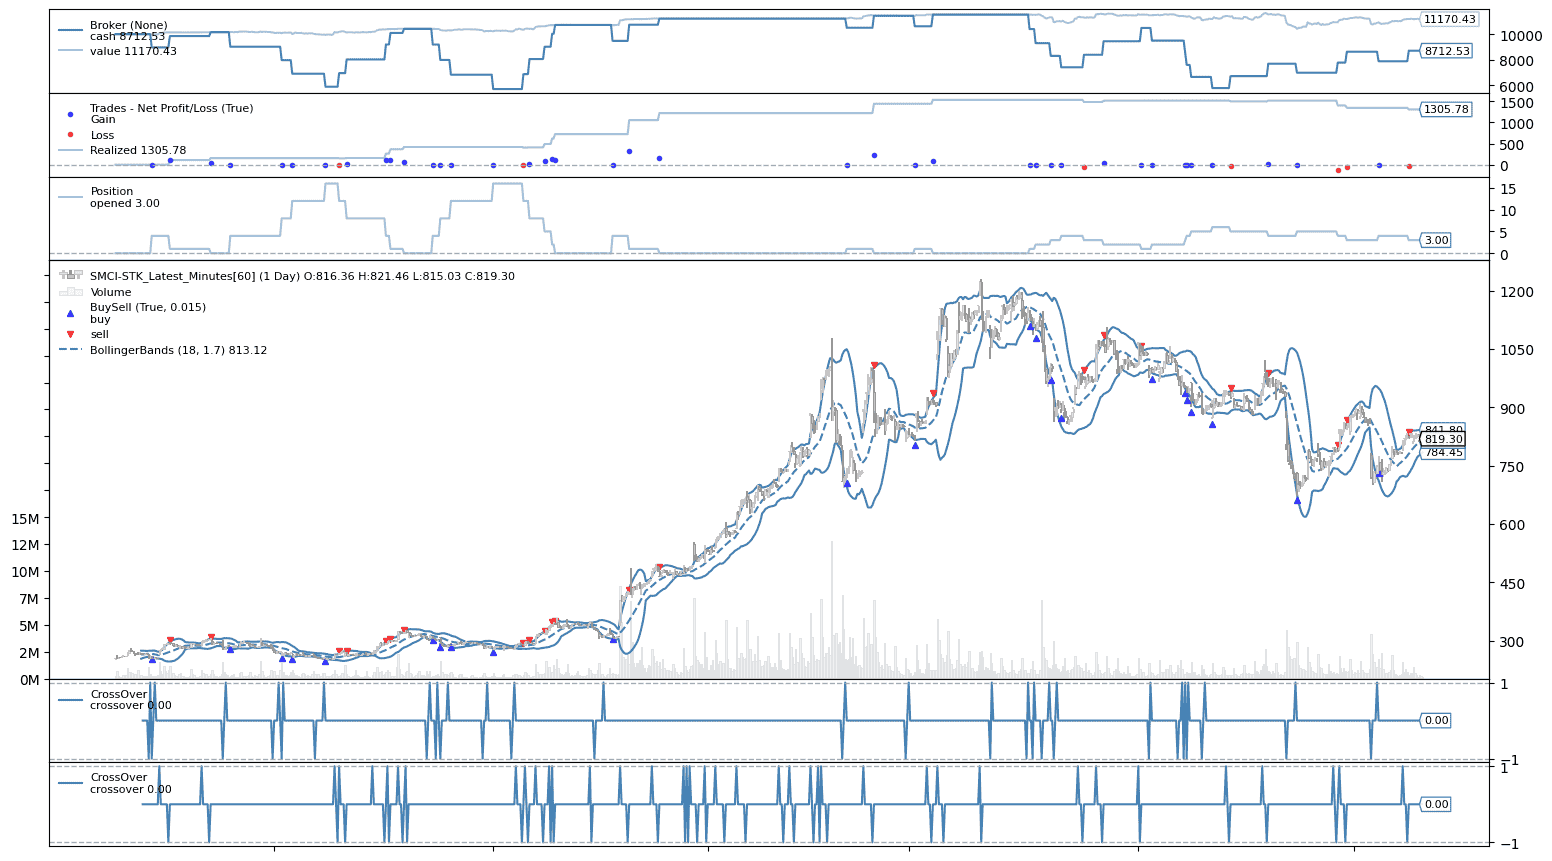 Broker (None)
cash 8712.53
value 11170.43
11170.43
10000
8712.53
8000
6000
Trades - Net Profit/Loss (True)
Gain
Loss
Realized 1305.78
1500
1305.78
1000
500
0
Position
opened 3.00
15
10
5
3.00
0
SMCI-STK_Latest_Minutes[60] (1 Day) O:816.36 H:821.46 L:815.03 C:819.30
Volume
BuySell (True, 0.015)
buy
sell
BollingerBands (18, 1.7) 813.12
1200
1050
900
841.80
819.30
784.45
750
600
450
300
15M
12M
10M
7M
5M
2M
0M
CrossOver
crossover 0.00
1
0.00
−1
CrossOver
crossover 0.00
1
0.00
−1